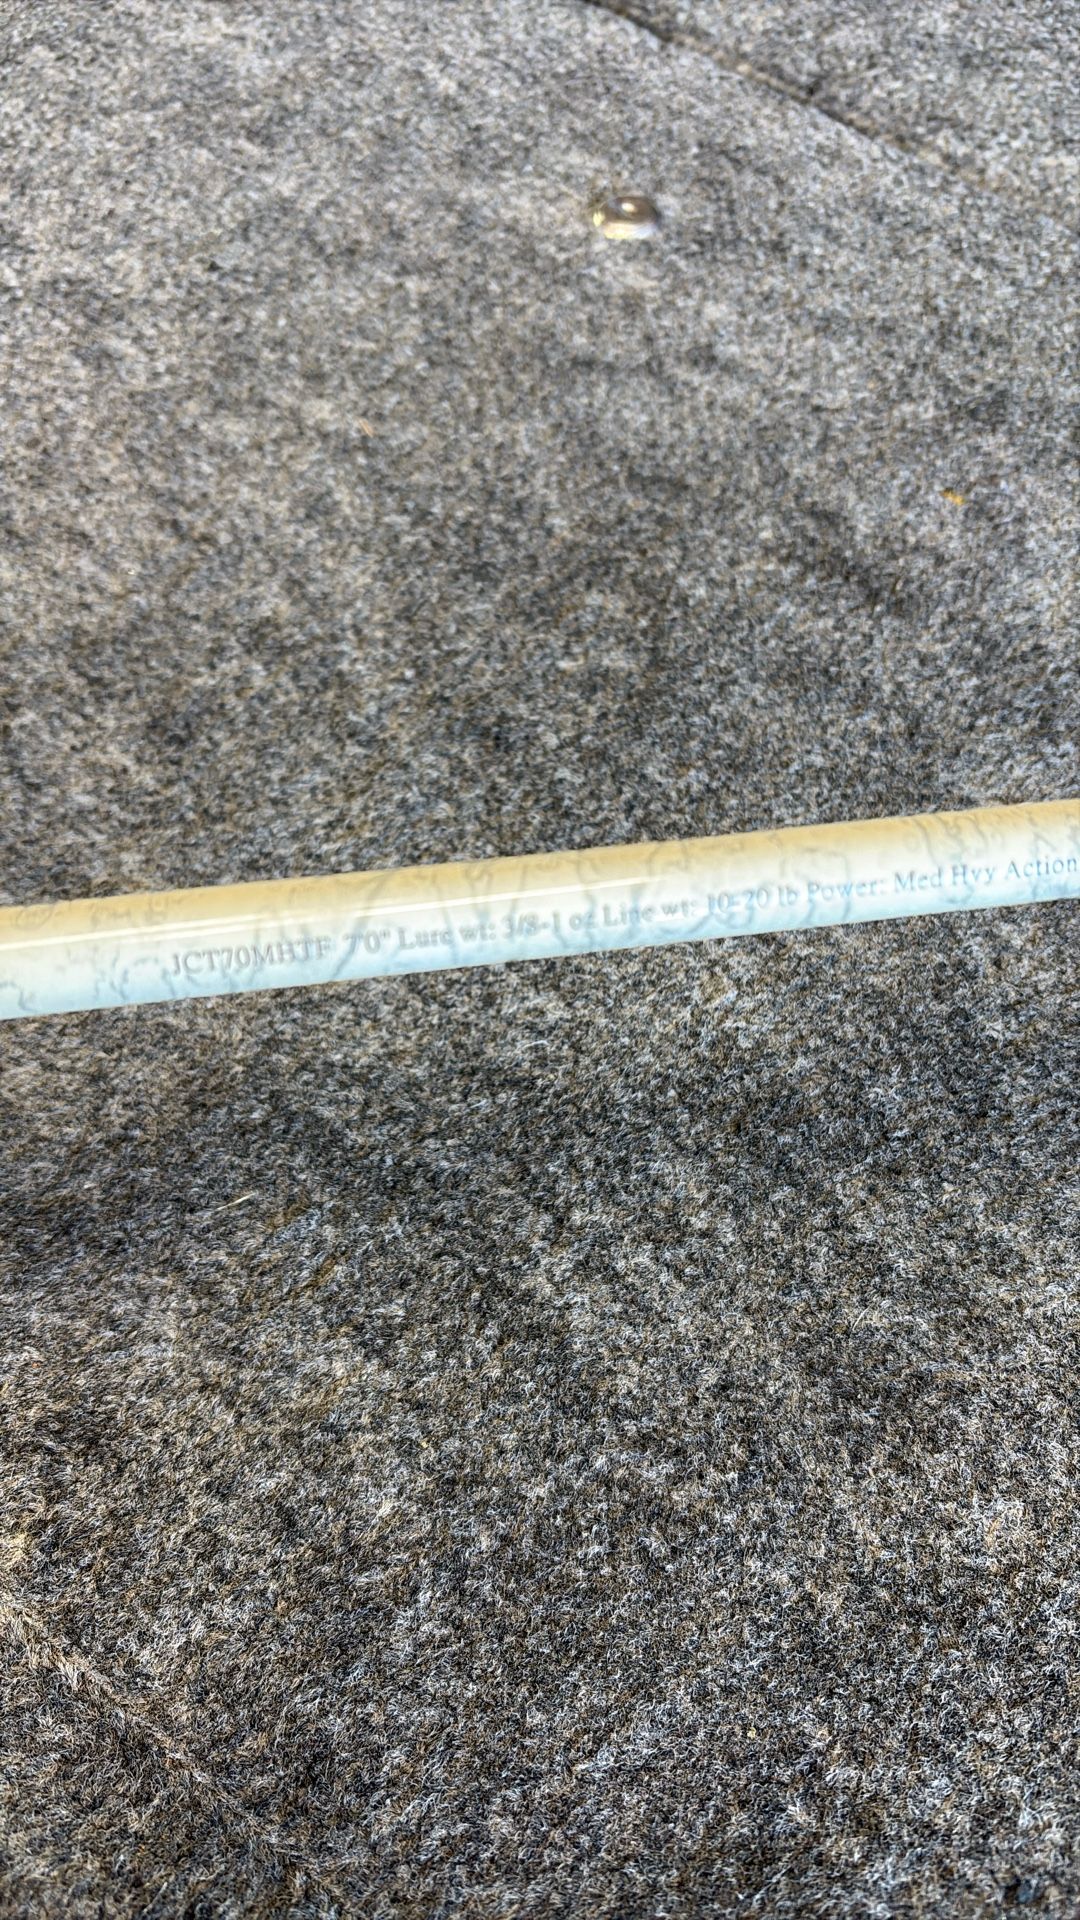 JCT70MHTF 7'0" Lure wt: 3/8-1 oz Line wt: 10-20 lb Power: Med Hvy Action